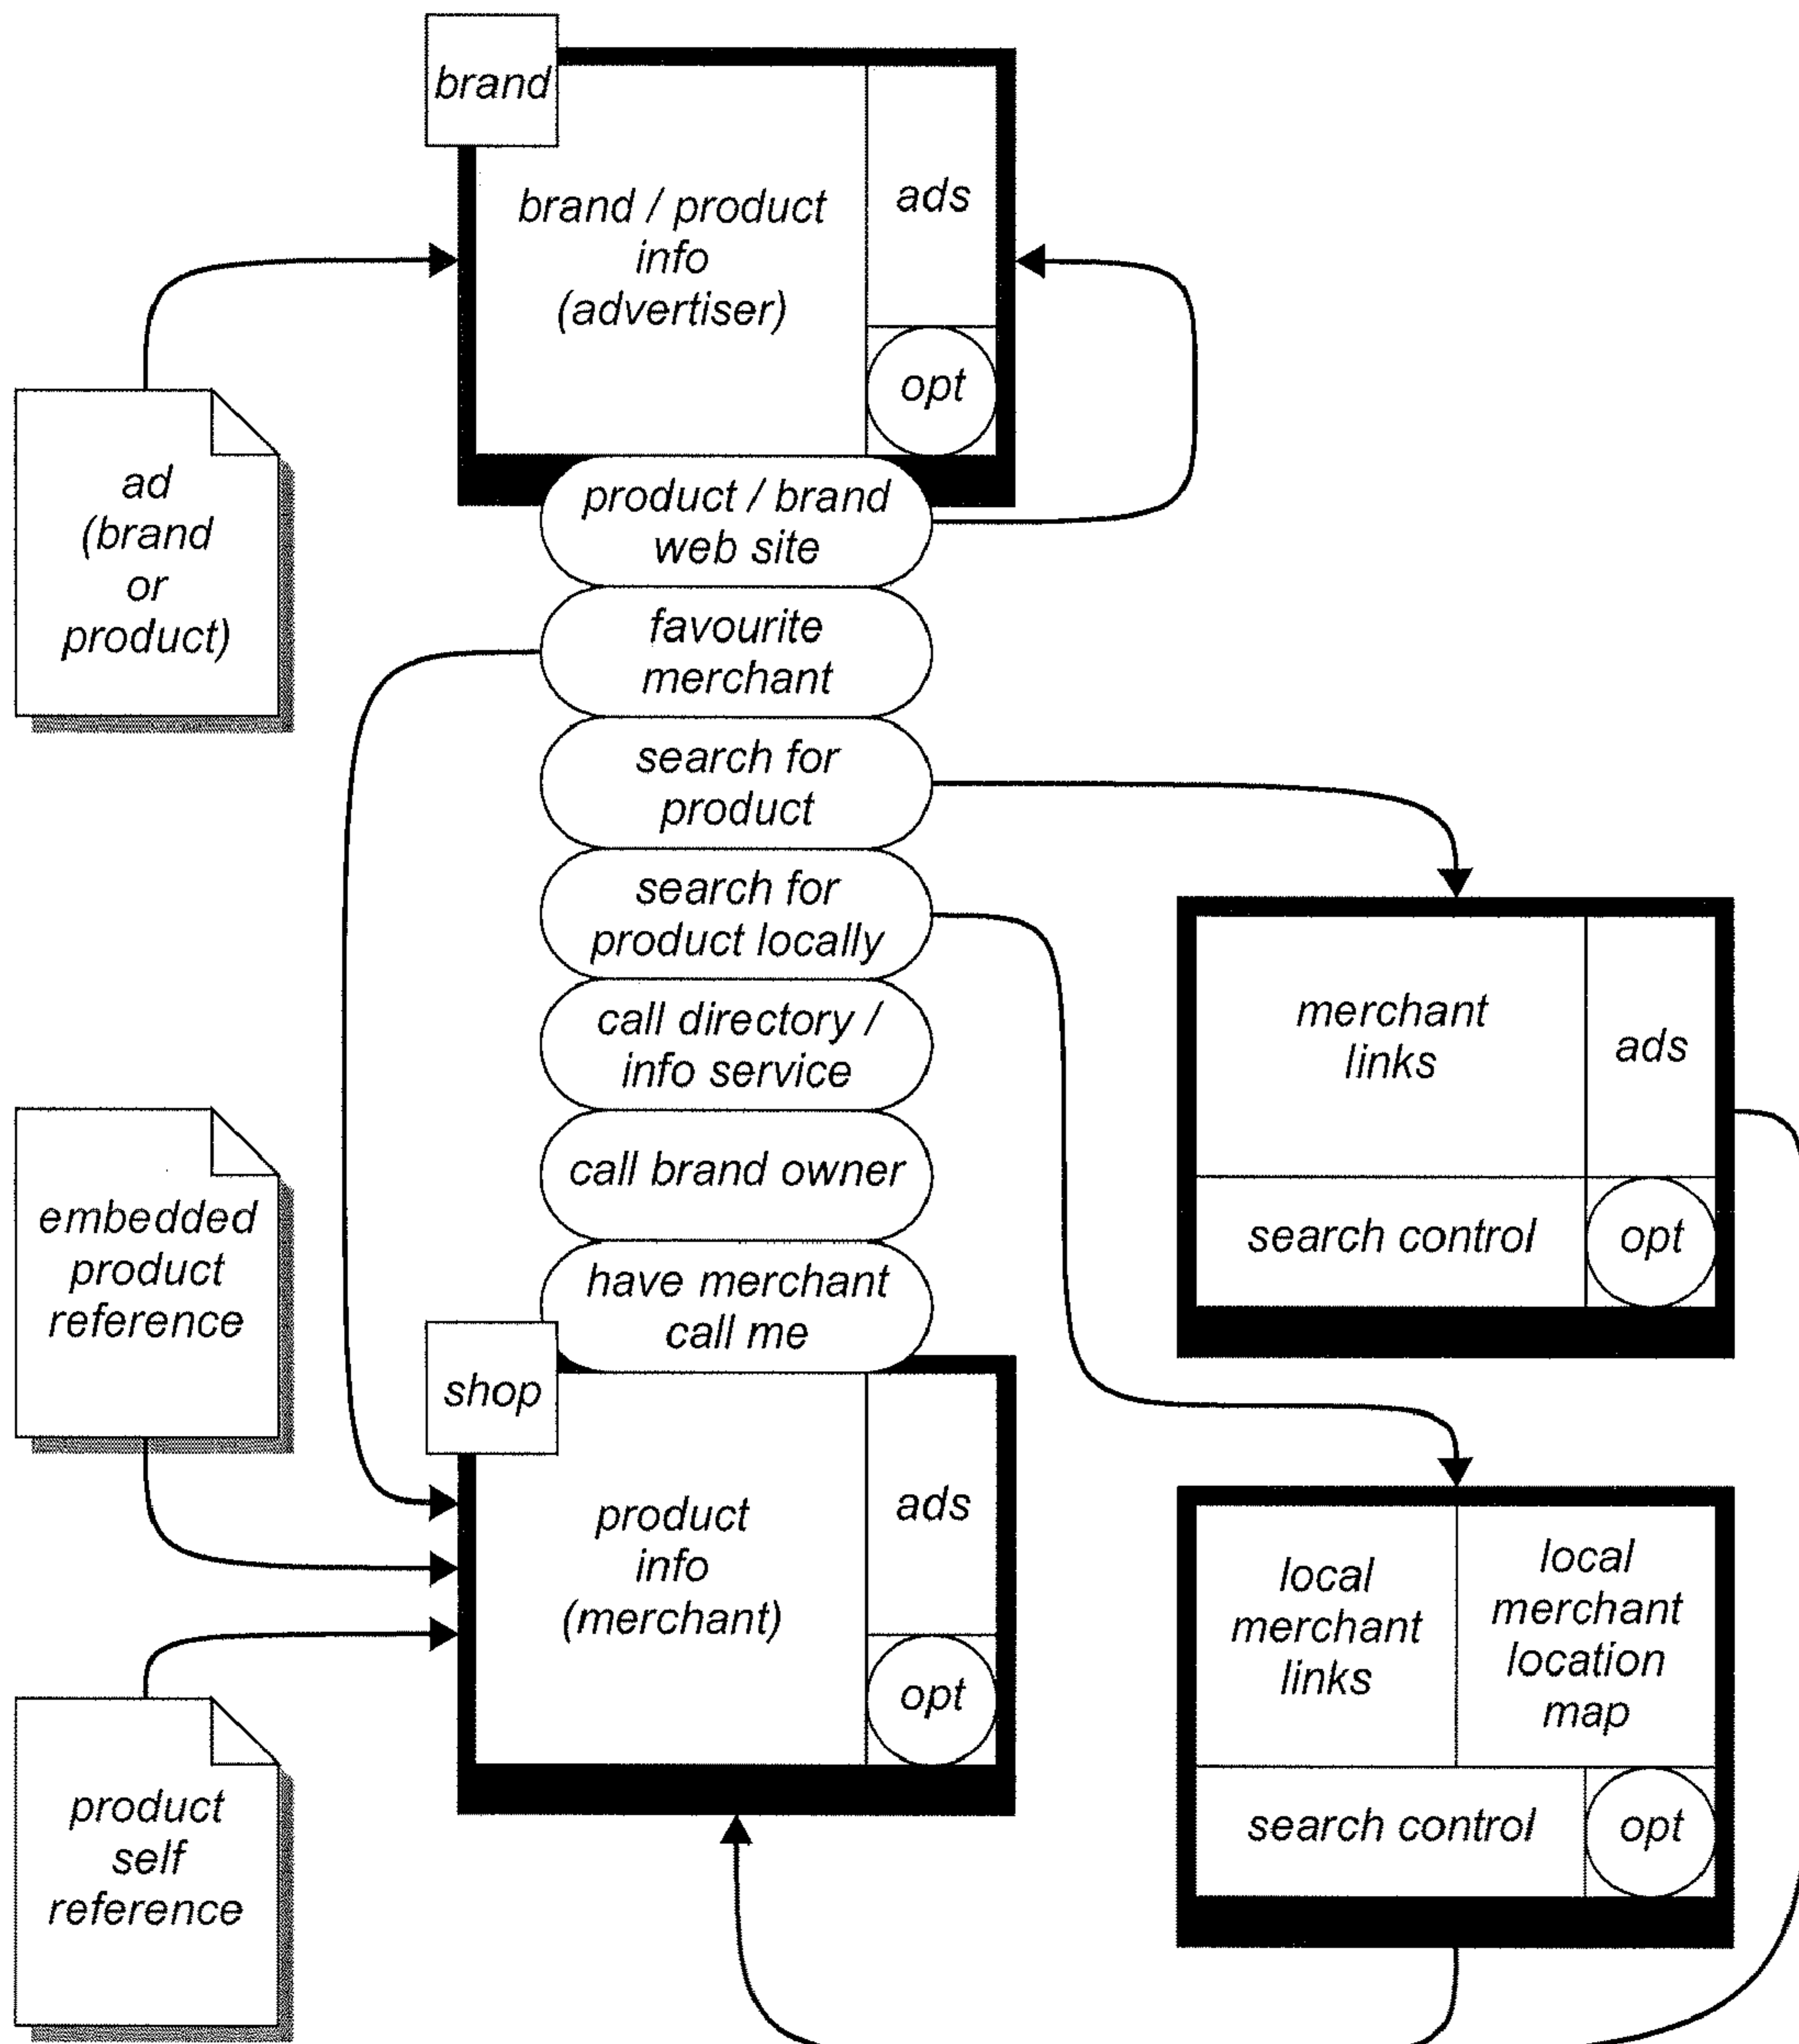 brand
brand / product
info
(advertiser)
ads
opt
ad
(brand
or
product)
product / brand
web site
favourite
merchant
search for
product
search for
product locally
call directory /
info service
call brand owner
have merchant
call me
merchant
links
ads
search control
opt
embedded
product
reference
shop
product
info
(merchant)
ads
opt
local
merchant
links
local
merchant
location
map
search control
opt
product
self
reference